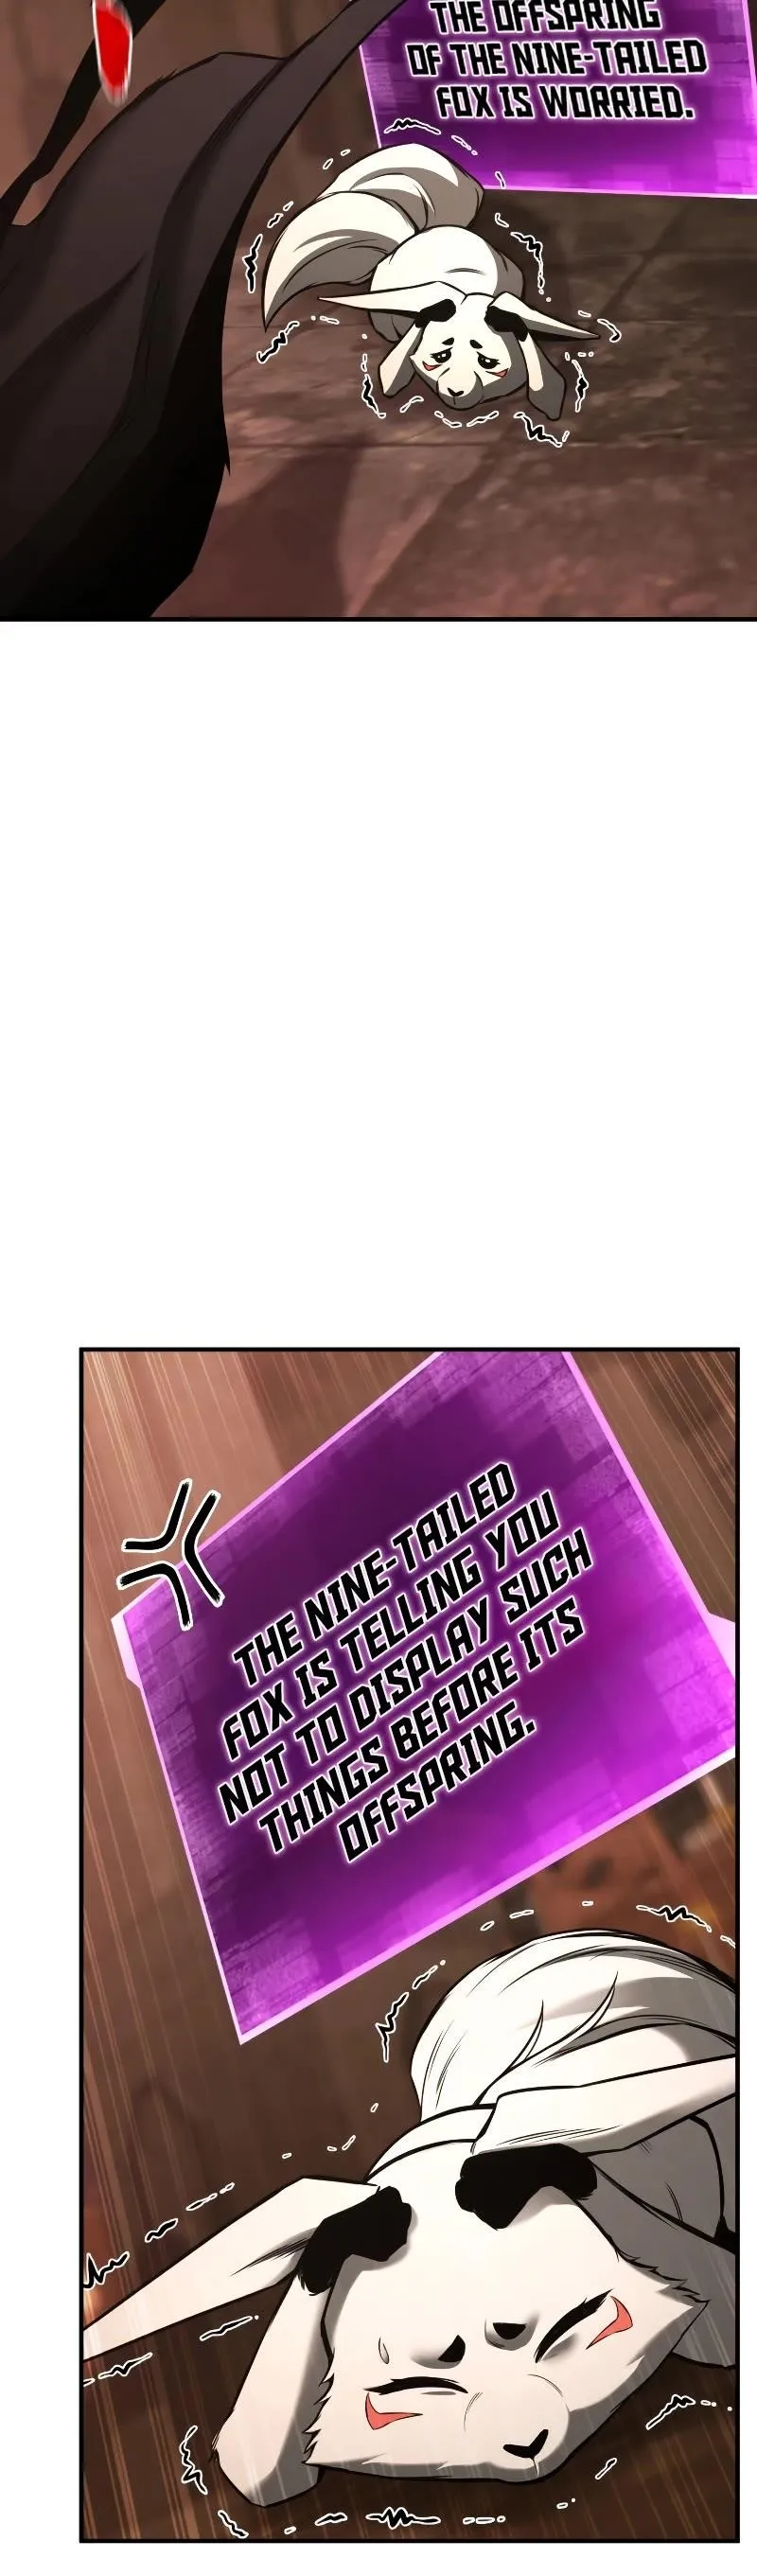 THE OFFSPRING
OF THE NINE-TAILED
FOX IS WORRIED.
THE NINE-TAILED
FOX IS TELLING YOU
NOT TO DISPLAY SUCH
THINGS BEFORE ITS
OFFSPRING.